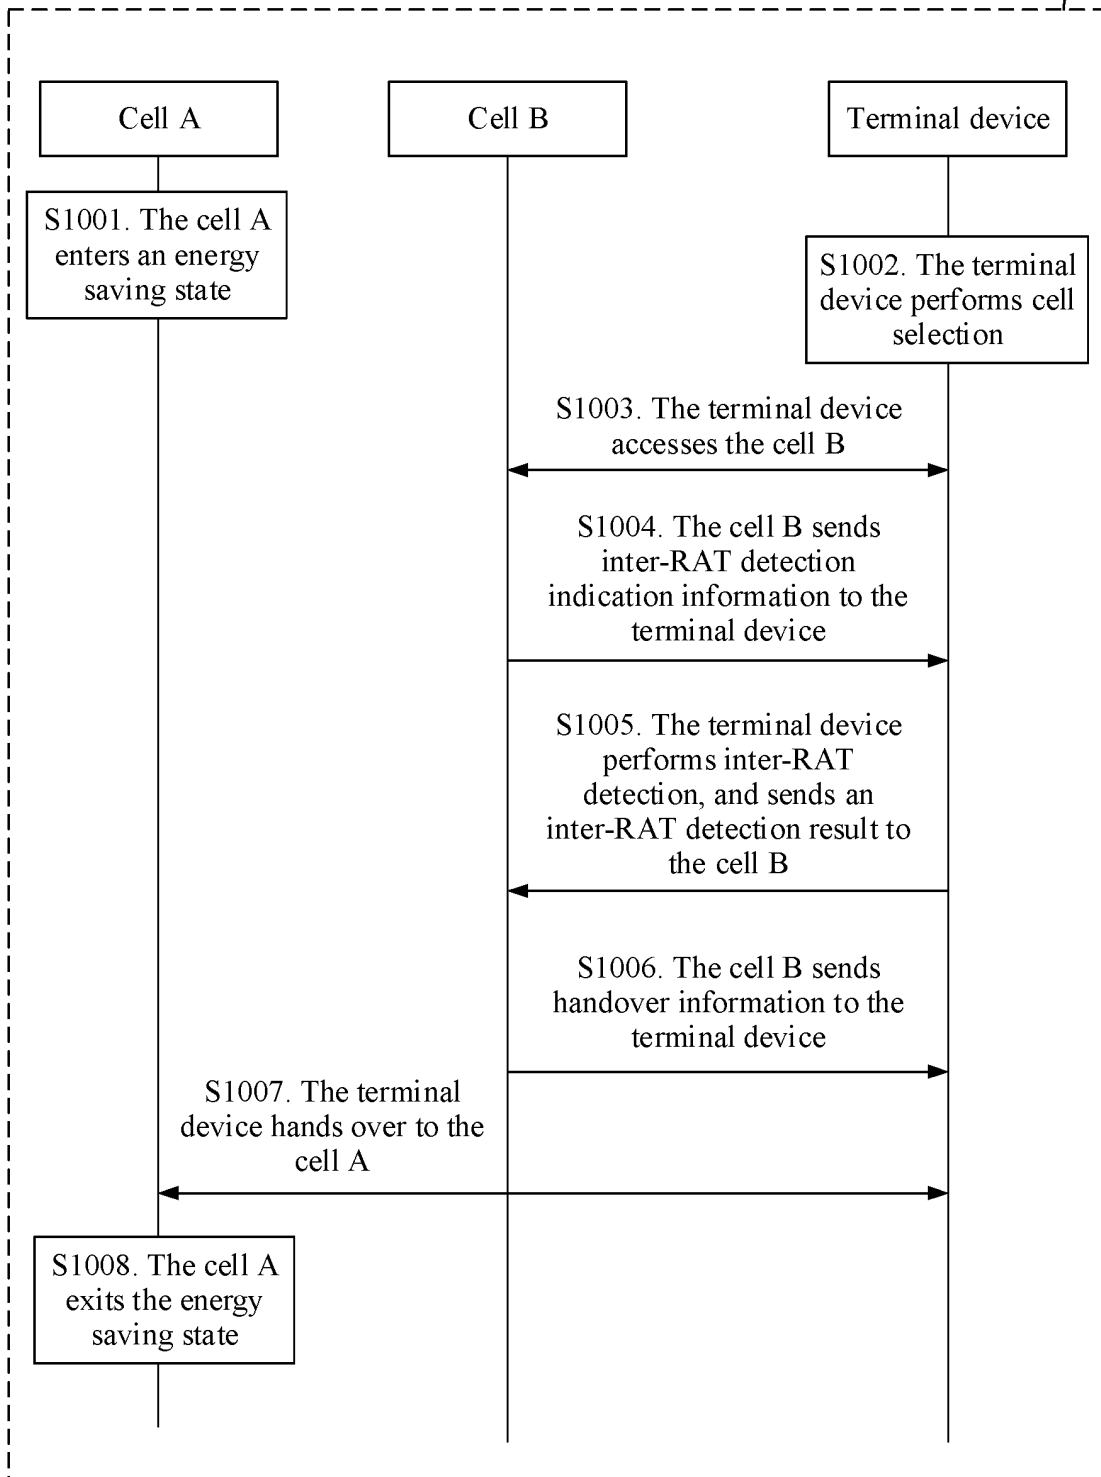 Cell A
Cell B
Terminal device
S1001. The cell A
enters an energy
saving state
S1002. The terminal
device performs cell
selection
S1003. The terminal device
accesses the cell B
S1004. The cell B sends
inter-RAT detection
indication information to the
terminal device
S1005. The terminal device
performs inter-RAT
detection, and sends an
inter-RAT detection result to
the cell B
S1006. The cell B sends
handover information to the
terminal device
S1007. The terminal
device hands over to the
cell A
S1008. The cell A
exits the energy
saving state